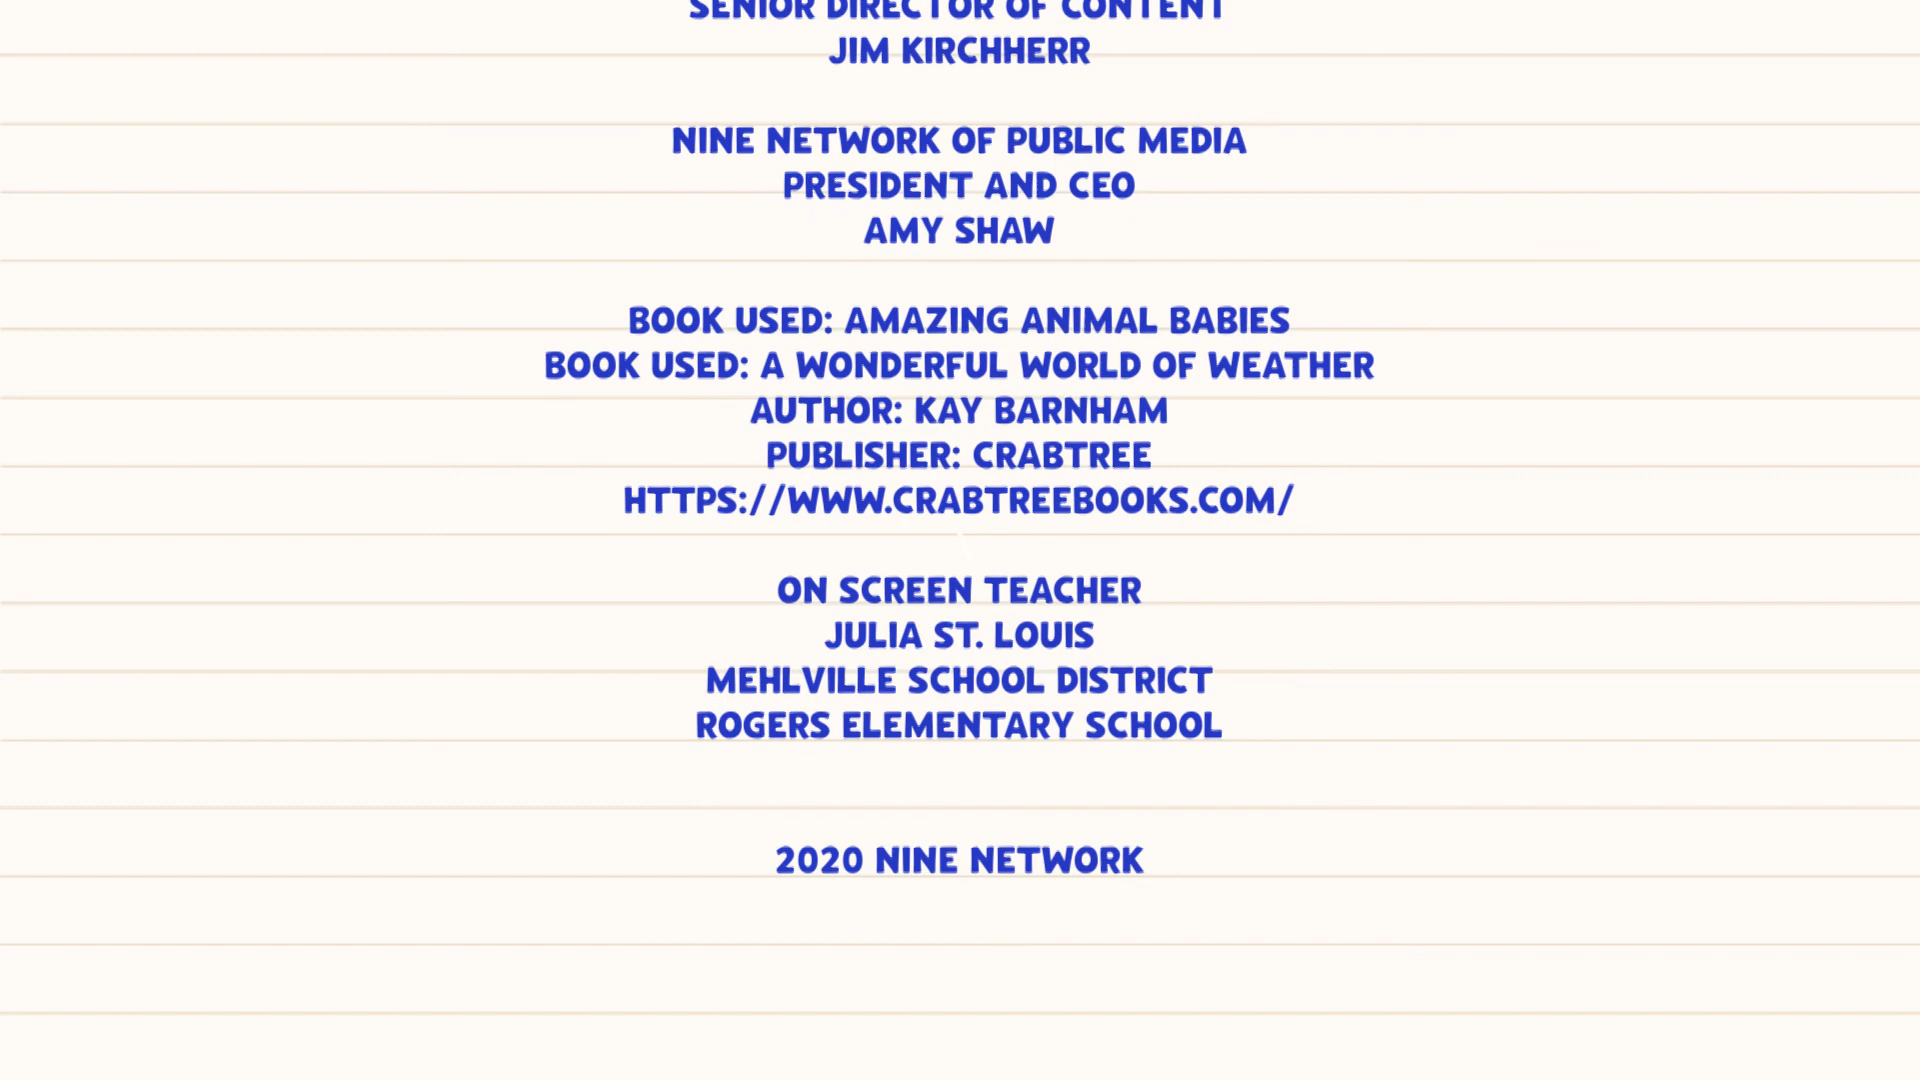 SENIOR DIRECTOR OF CONTENT
JIM KIRCHHERR
NINE NETWORK OF PUBLIC MEDIA
PRESIDENT AND CEO
AMY SHAW
BOOK USED: AMAZING ANIMAL BABIES
BOOK USED: A WONDERFUL WORLD OF WEATHER
AUTHOR: KAY BARNHAM
PUBLISHER: CRABTREE
HTTPS://WWW.CRABTREEBOOKS.COM/
ON SCREEN TEACHER
JULIA ST. LOUIS
MEHLVILLE SCHOOL DISTRICT
ROGERS ELEMENTARY SCHOOL
2020 NINE NETWORK